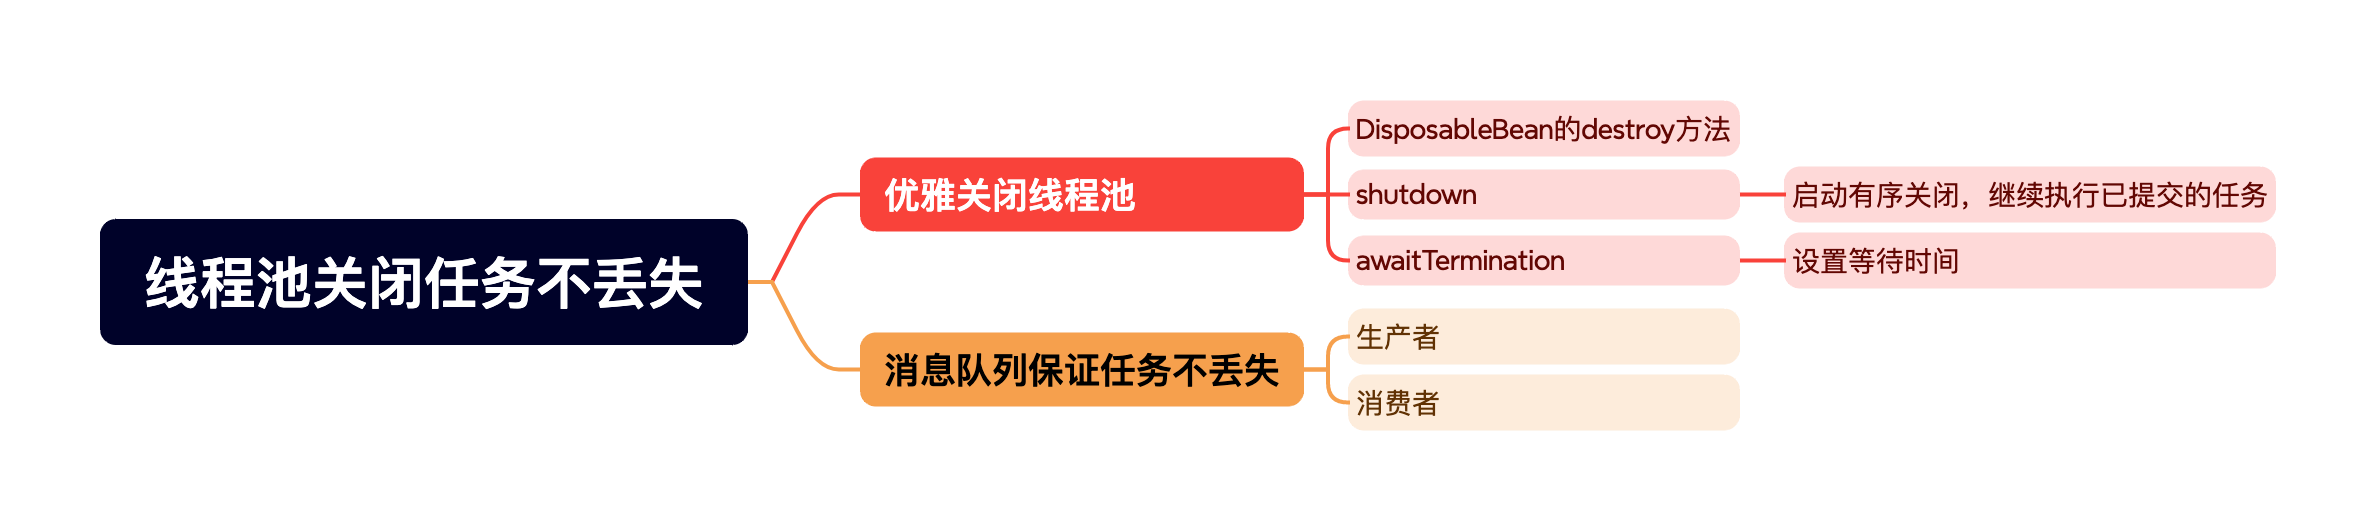 线程池关闭任务不丢失
优雅关闭线程池
DisposableBean的destroy方法
shutdown
启动有序关闭，继续执行已提交的任务
awaitTermination
设置等待时间
消息队列保证任务不丢失
生产者
消费者